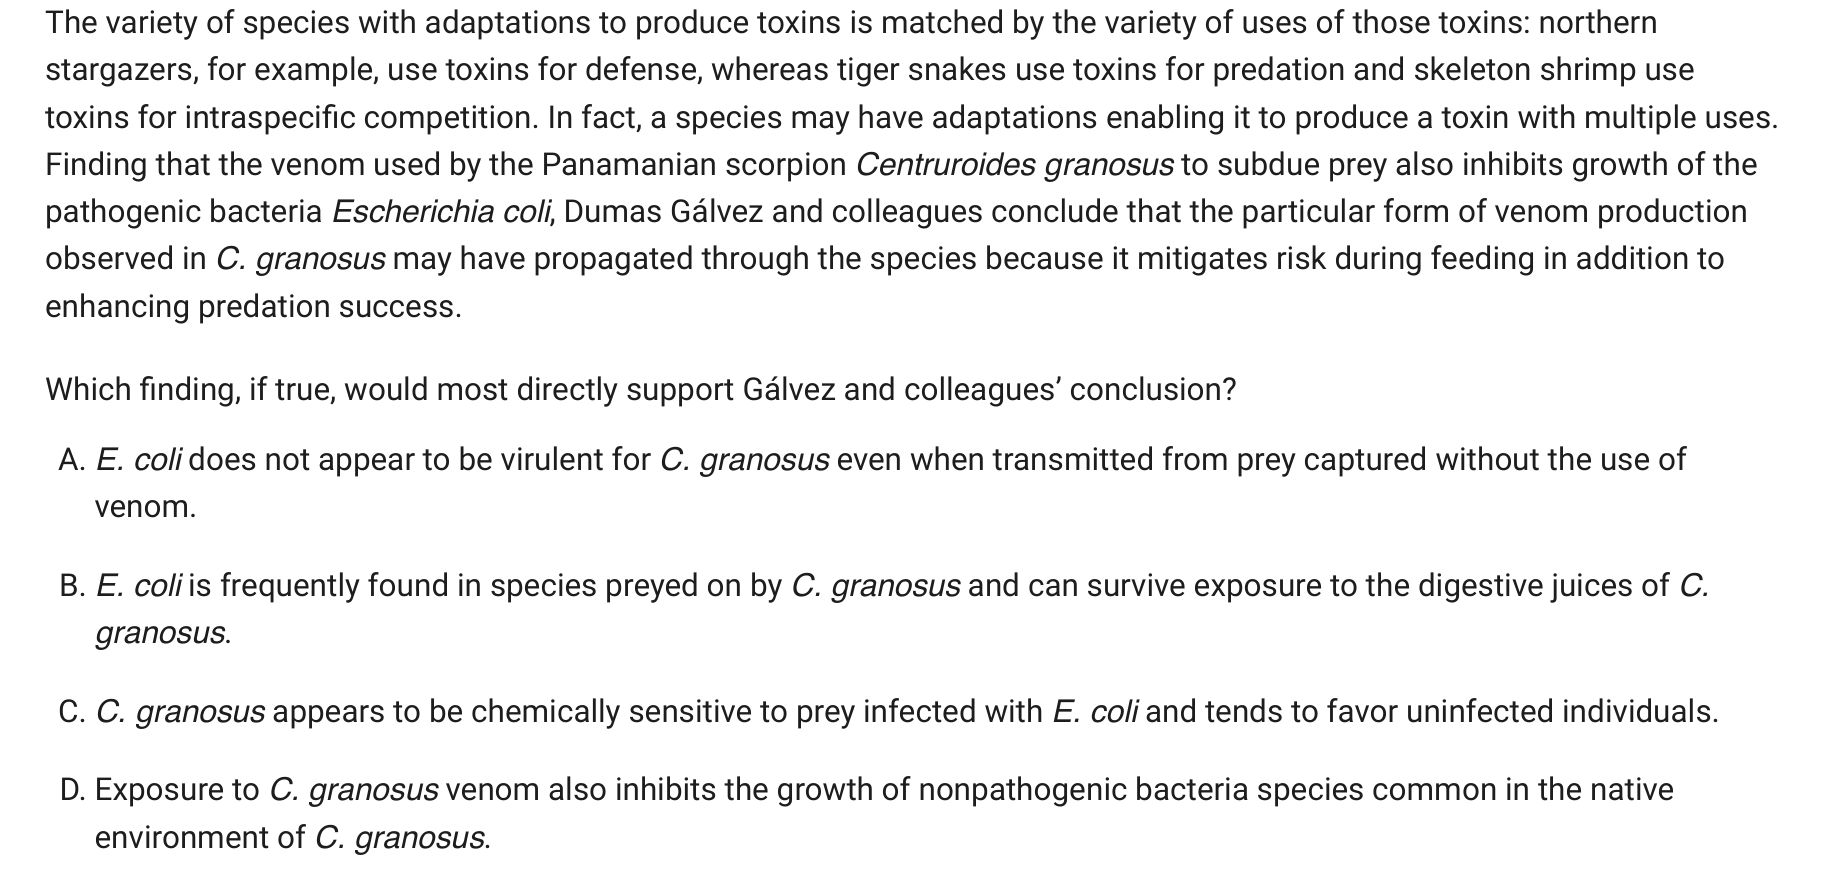 The variety of species with adaptations to produce toxins is matched by the variety of uses of those toxins: northern
stargazers, for example, use toxins for defense, whereas tiger snakes use toxins for predation and skeleton shrimp use
toxins for intraspecific competition. In fact, a species may have adaptations enabling it to produce a toxin with multiple uses.
Finding that the venom used by the Panamanian scorpion Centruroides granosus to subdue prey also inhibits growth of the
pathogenic bacteria Escherichia coli, Dumas Gálvez and colleagues conclude that the particular form of venom production
observed in C. granosus may have propagated through the species because it mitigates risk during feeding in addition to
enhancing predation success.
Which finding, if true, would most directly support Gálvez and colleagues’ conclusion?
A. E. coli does not appear to be virulent for C. granosus even when transmitted from prey captured without the use of
venom.
B. E. coli is frequently found in species preyed on by C. granosus and can survive exposure to the digestive juices of C.
granosus.
C. C. granosus appears to be chemically sensitive to prey infected with E. coli and tends to favor uninfected individuals.
D. Exposure to C. granosus venom also inhibits the growth of nonpathogenic bacteria species common in the native
environment of C. granosus.